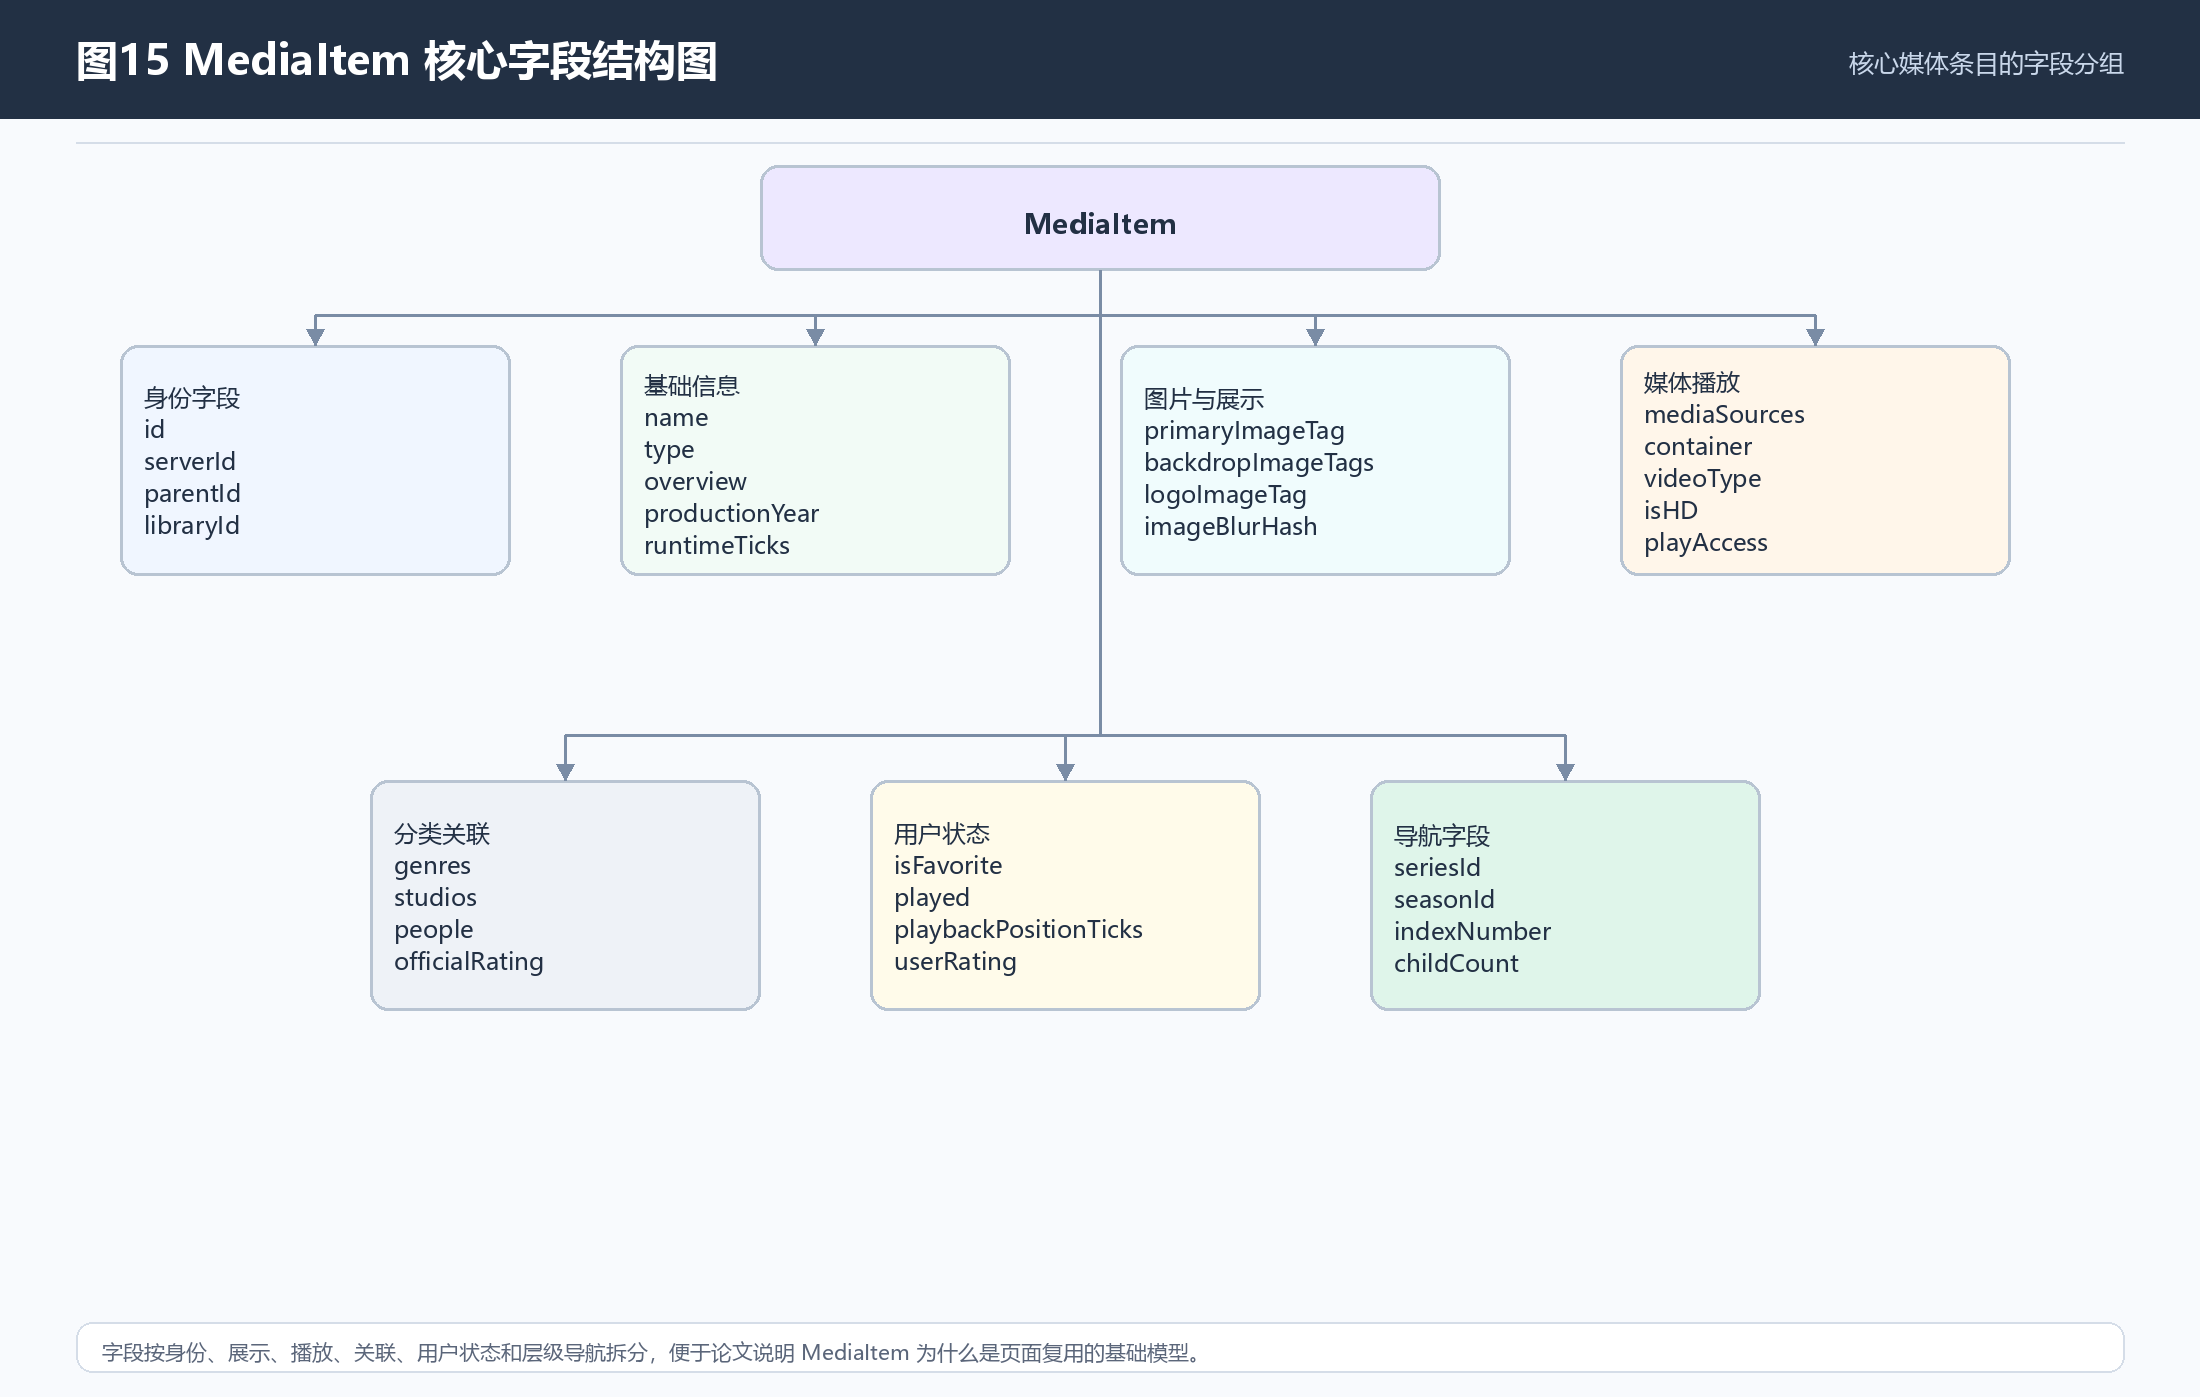 图15 MediaItem 核心字段结构图
核心媒体条目的字段分组
MediaItem
身份字段
id
serverId
parentId
libraryId
基础信息
name
type
overview
productionYear
runtimeTicks
图片与展示
primaryImageTag
backdropImageTags
logoImageTag
imageBlurHash
媒体播放
mediaSources
container
videoType
isHD
playAccess
分类关联
genres
studios
people
officialRating
用户状态
isFavorite
played
playbackPositionTicks
userRating
导航字段
seriesId
seasonId
indexNumber
childCount
字段按身份、展示、播放、关联、用户状态和层级导航拆分，便于论文说明 MediaItem 为什么是页面复用的基础模型。